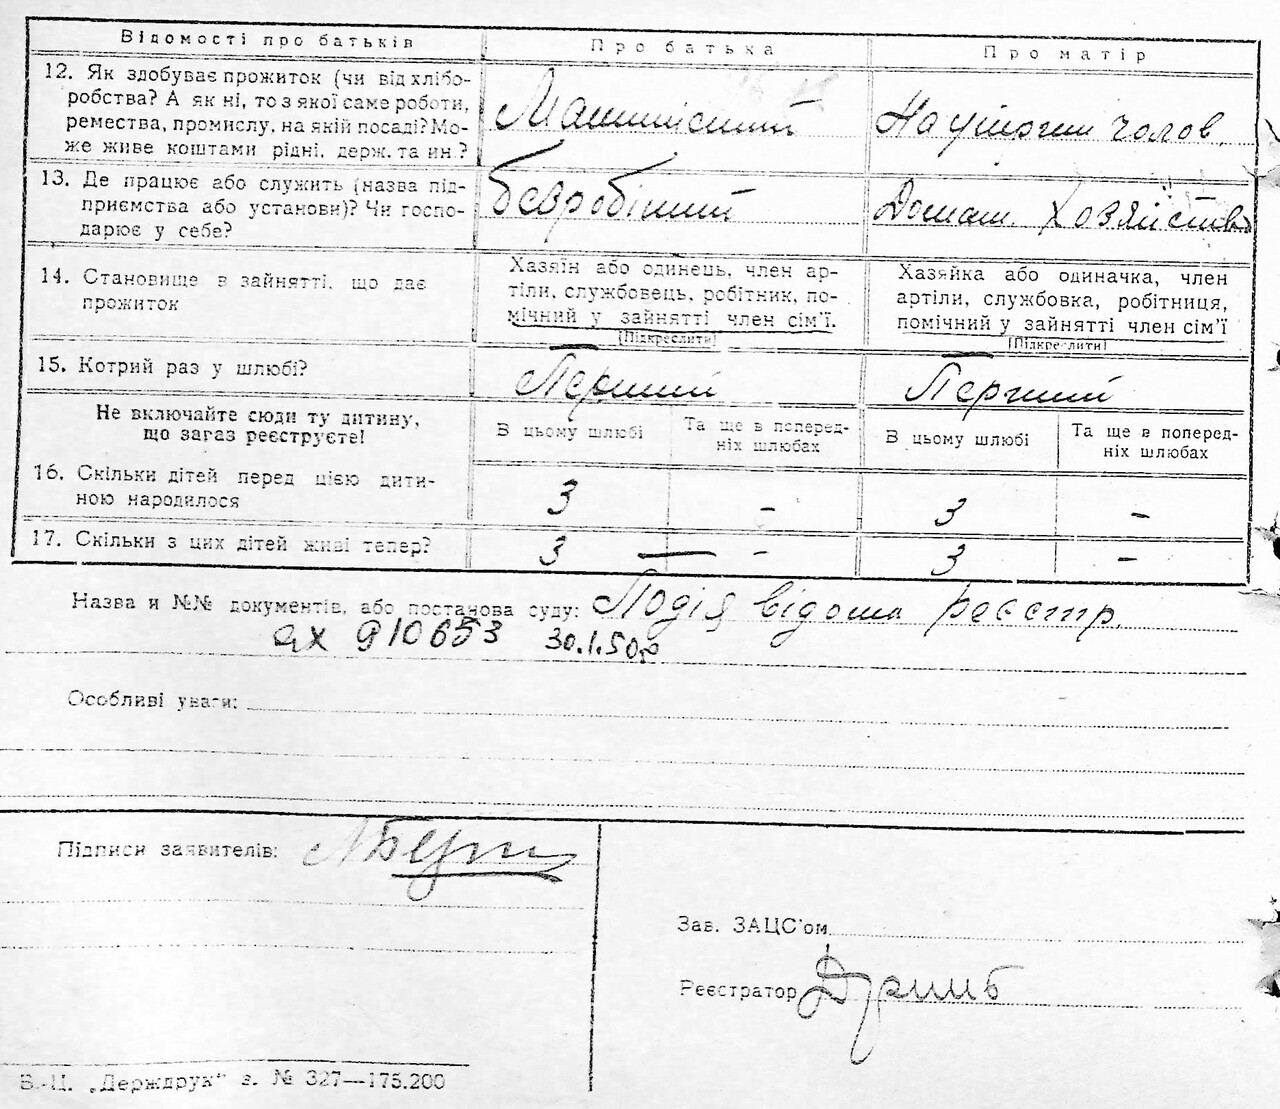 Відомості про батьків
Про батька
Про матір
12. Як здобуває прожиток (чи від хлібо-
робства? А як ні, то з якої саме роботи,
ремества, промислу, на якій посаді? Мо-
же живе коштами рідні, держ. та ин.?
На утрим чолов.
13. Де працює або служить (назва під-
приємства або установи)? Чи госпо-
дарює у себе?
безробітний
Домаш. Хозяйство
14. Становище в зайнятті, що дає
прожиток
Хазяїн або одинець, член ар-
тіли, службовець, робітник, по-
мічний у зайнятті член сім'ї.
(Підкреслити)
Хазяйка або одиначка, член
артіли, службовка, робітниця,
помічний у зайнятті член сім'ї
(Підкреслити)
15. Котрий раз у шлюбі?
Перший
Перший
Не включайте сюди ту дитину,
що загаз реєструєте!
В цьому шлюбі
Та ще в поперед-
ніх шлюбах
В цьому шлюбі
Та ще в поперед-
ніх шлюбах
16. Скільки дітей перед цією дити-
ною народилося
3 - 3 -
17. Скільки з цих дітей живі тепер?
3 - 3 -
Назва и №№ документів, або постанова суду: Подія відома реєстр.
ях 910653 30.1.50г
Особливі уваги:
Підписи заявителів:
Зав. ЗАЦС'ом
Реєстратор
Б.-Ц. „Держдрук" з. № 327—175.200